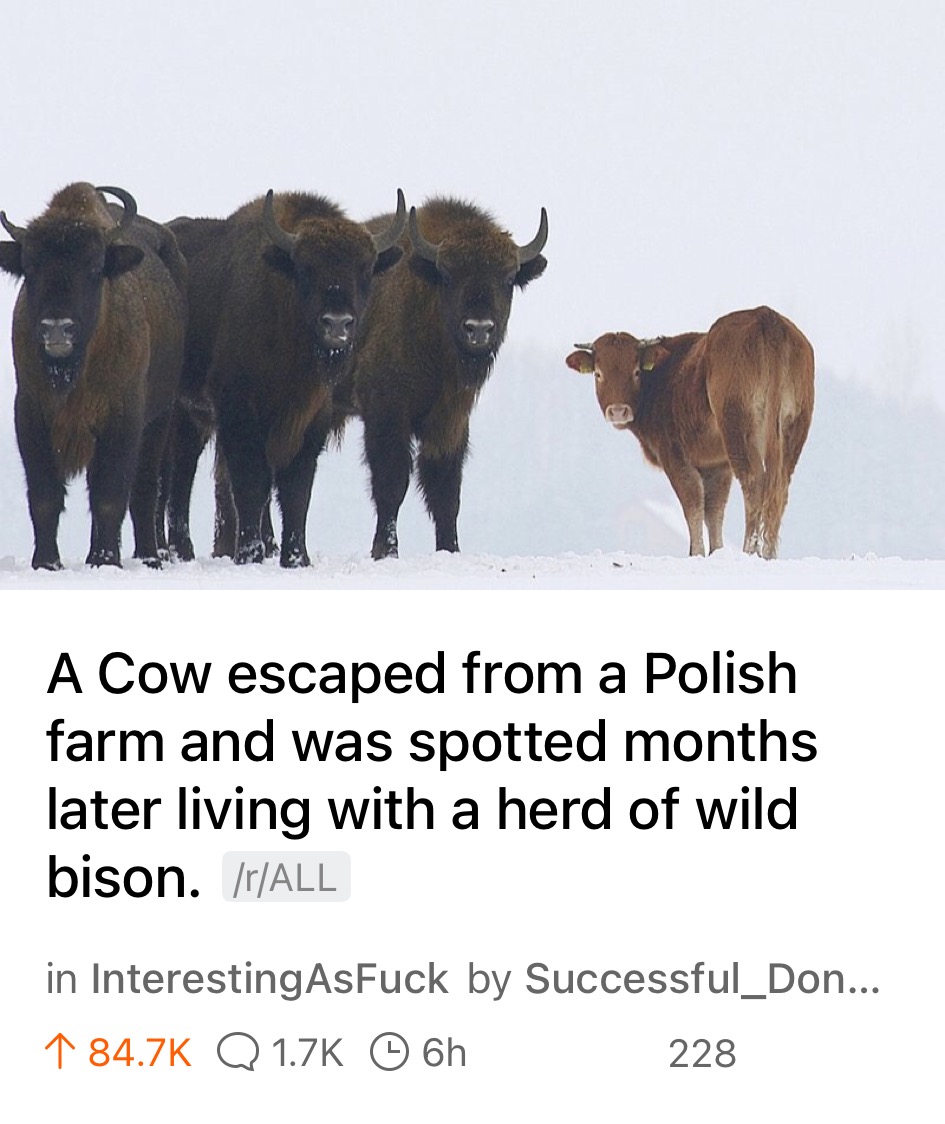 A Cow escaped from a Polish
farm and was spotted months
later living with a herd of wild
bison. /r/ALL
in InterestingAsFuck by Successful_Don...
84.7K 1.7K 6h 228